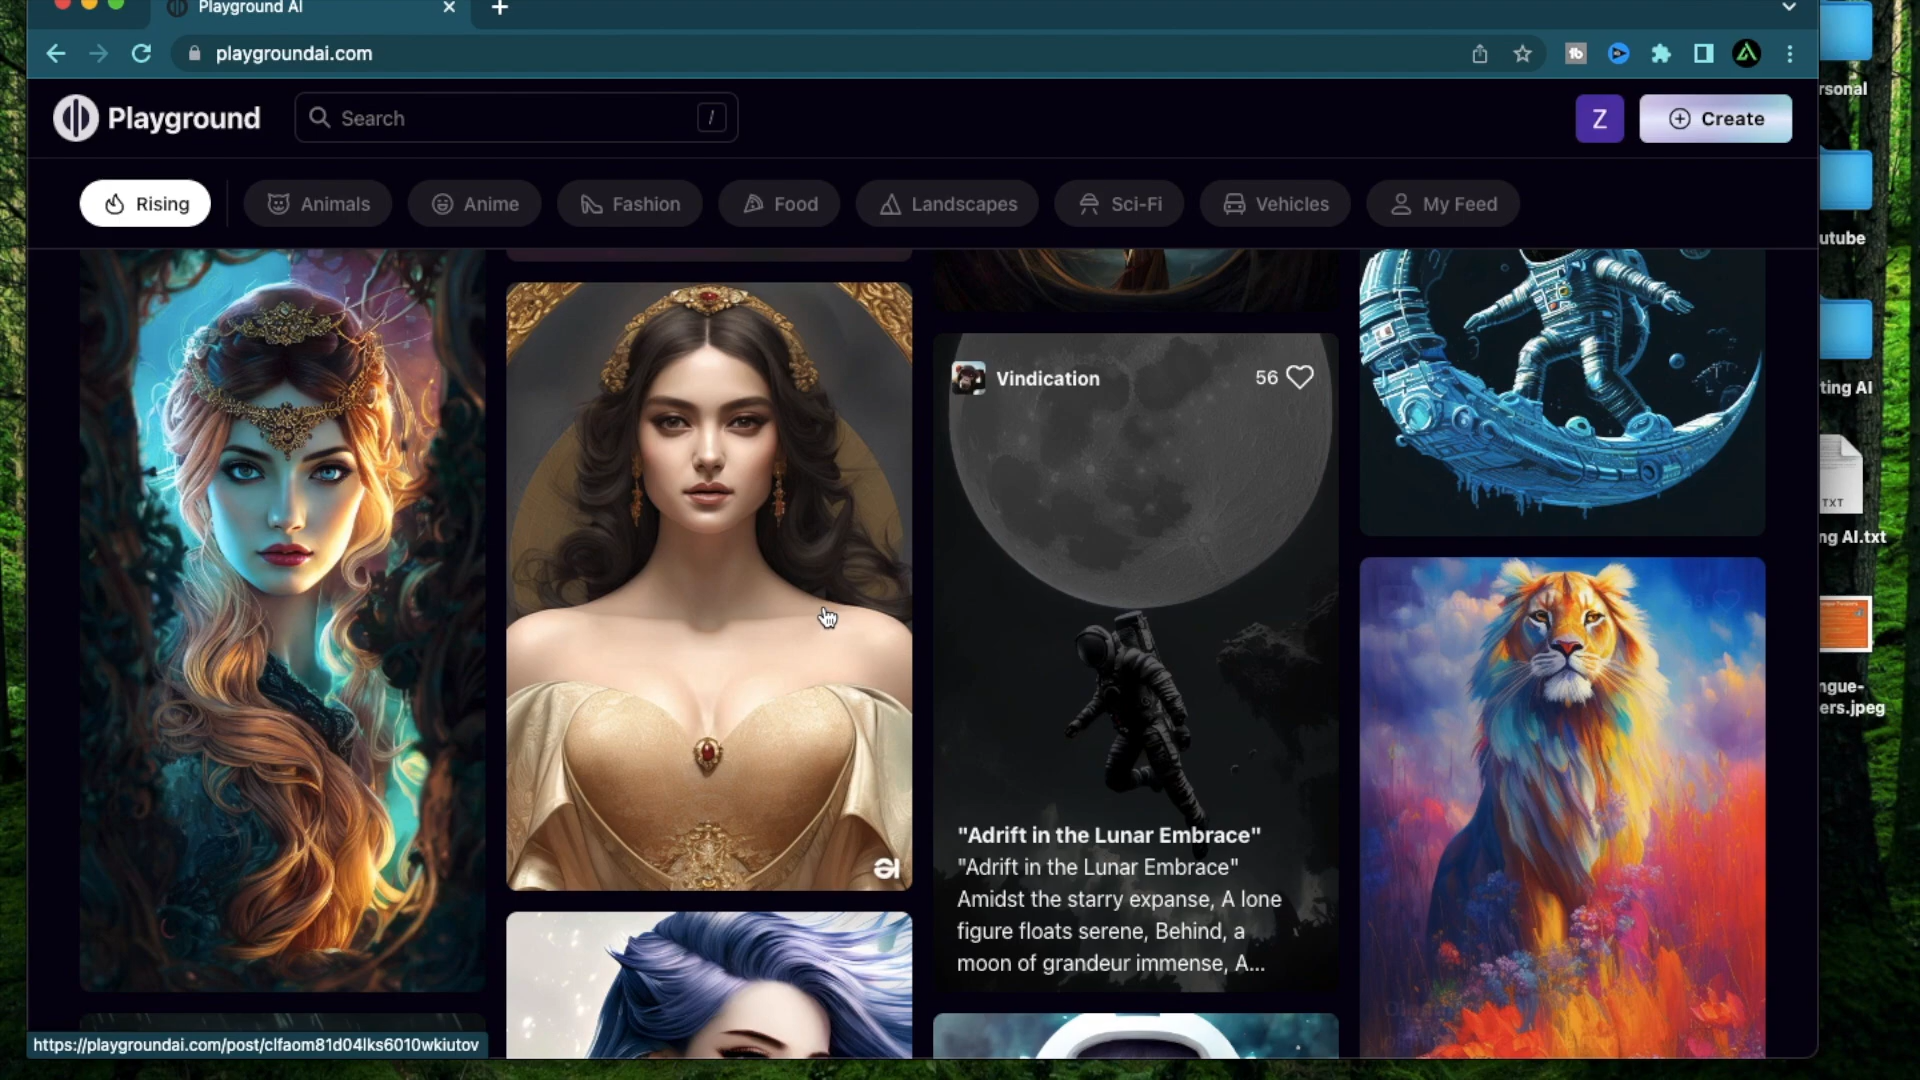 Playground AI
playgroundai.com
Playground
Search
/
Z
Create
Rising
Animals
Anime
Fashion
Food
Landscapes
Sci-Fi
Vehicles
My Feed
Vindication
56
"Adrift in the Lunar Embrace"
"Adrift in the Lunar Embrace"
Amidst the starry expanse, A lone
figure floats serene, Behind, a
moon of grandeur immense, A...
https://playgroundai.com/post/clfaom81d04lks6010wkiutov
rsonal
utube
ting AI
TXT
ng AI.txt
ngue-
ers.jpeg